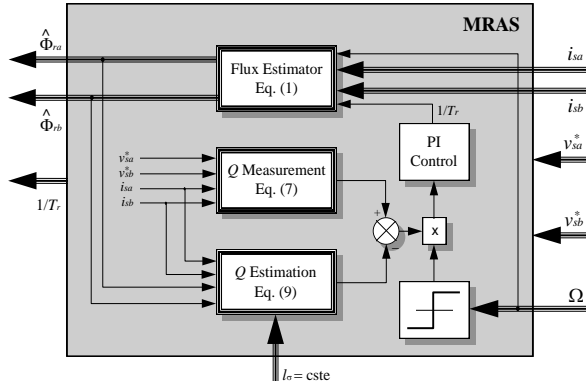 MRAS
Φ̂ra
Φ̂rb
1/Tr
Flux Estimator
Eq. (1)
isa
isb
1/Tr
PI
Control
v*sa
v*sb
isa
isb
Q Measurement
Eq. (7)
v*sa
v*sb
+
−
x
Q Estimation
Eq. (9)
Ω
lσ = cste